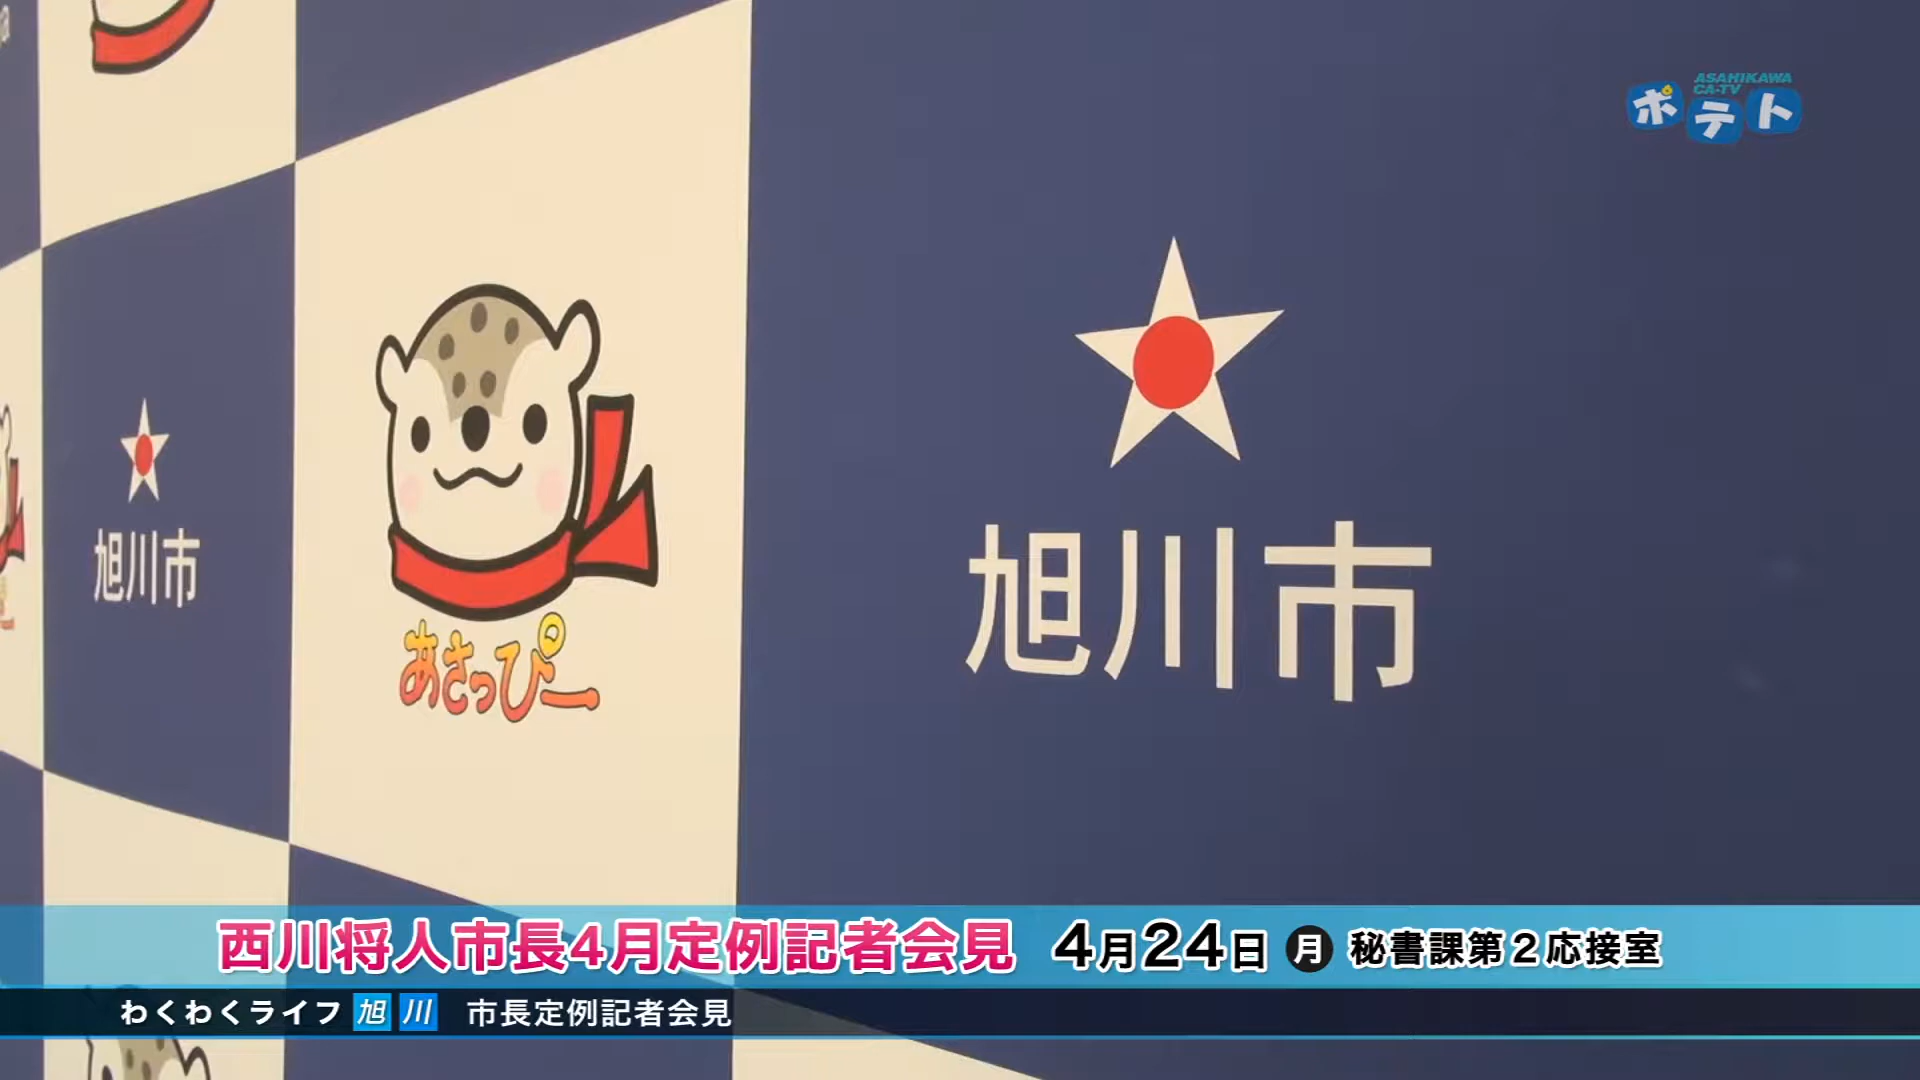 ASAHIKAWA
CA-TV
ポテト
旭川市
あさっぴー
旭川市
西川将人市長4月定例記者会見 4月24日 月 秘書課第2応接室
わくわくライフ 旭川 市長定例記者会見